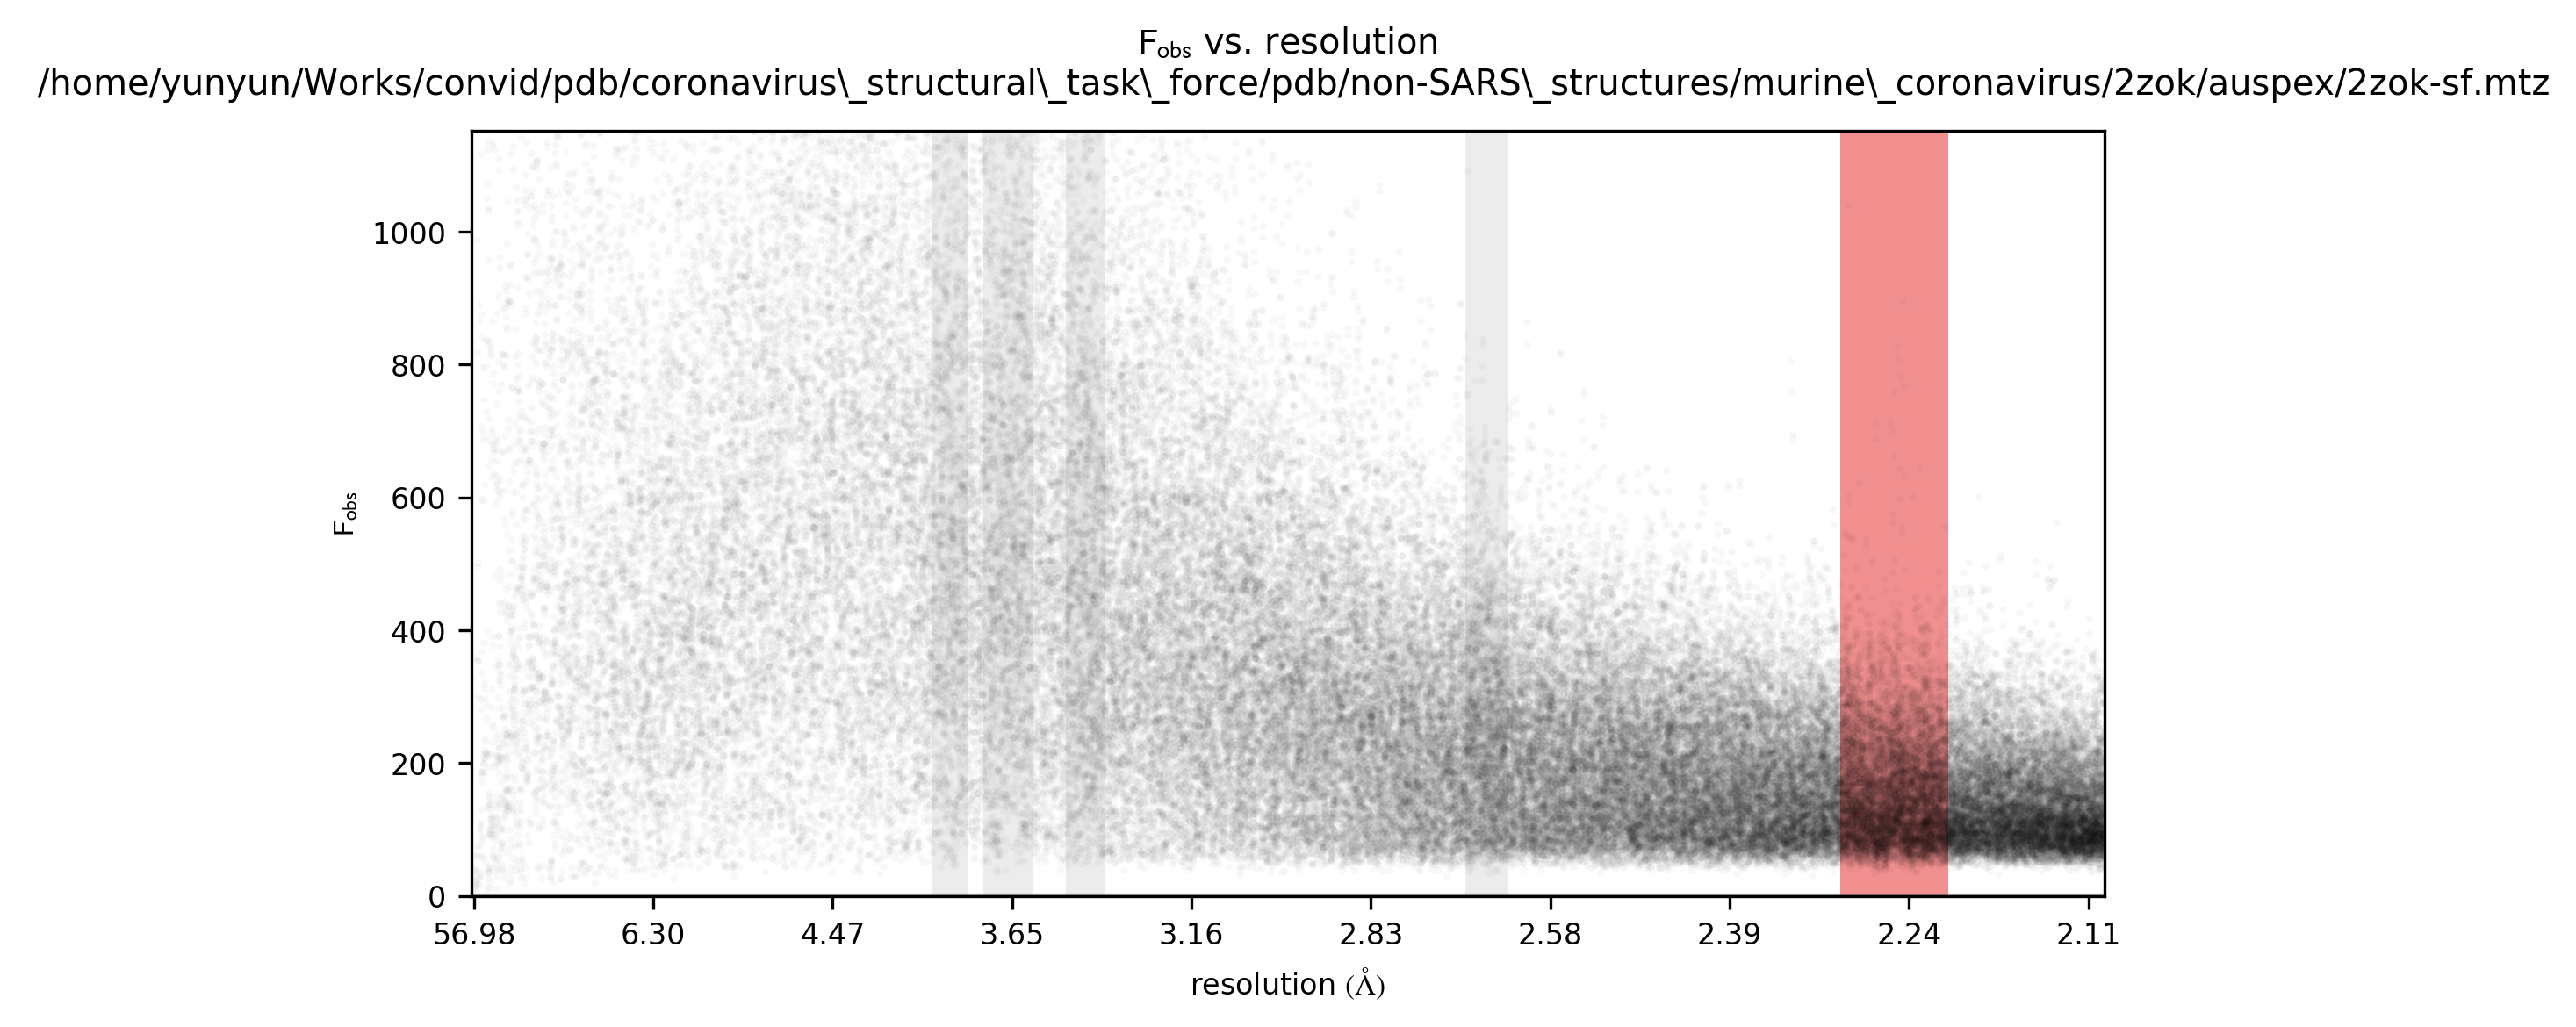 Fobs vs. resolution
/home/yunyun/Works/convid/pdb/coronavirus\_structural\_task\_force/pdb/non-SARS\_structures/murine\_coronavirus/2zok/auspex/2zok-sf.mtz
1000
800
600
400
200
0
Fobs
56.98 6.30 4.47 3.65 3.16 2.83 2.58 2.39 2.24 2.11
resolution (Å)